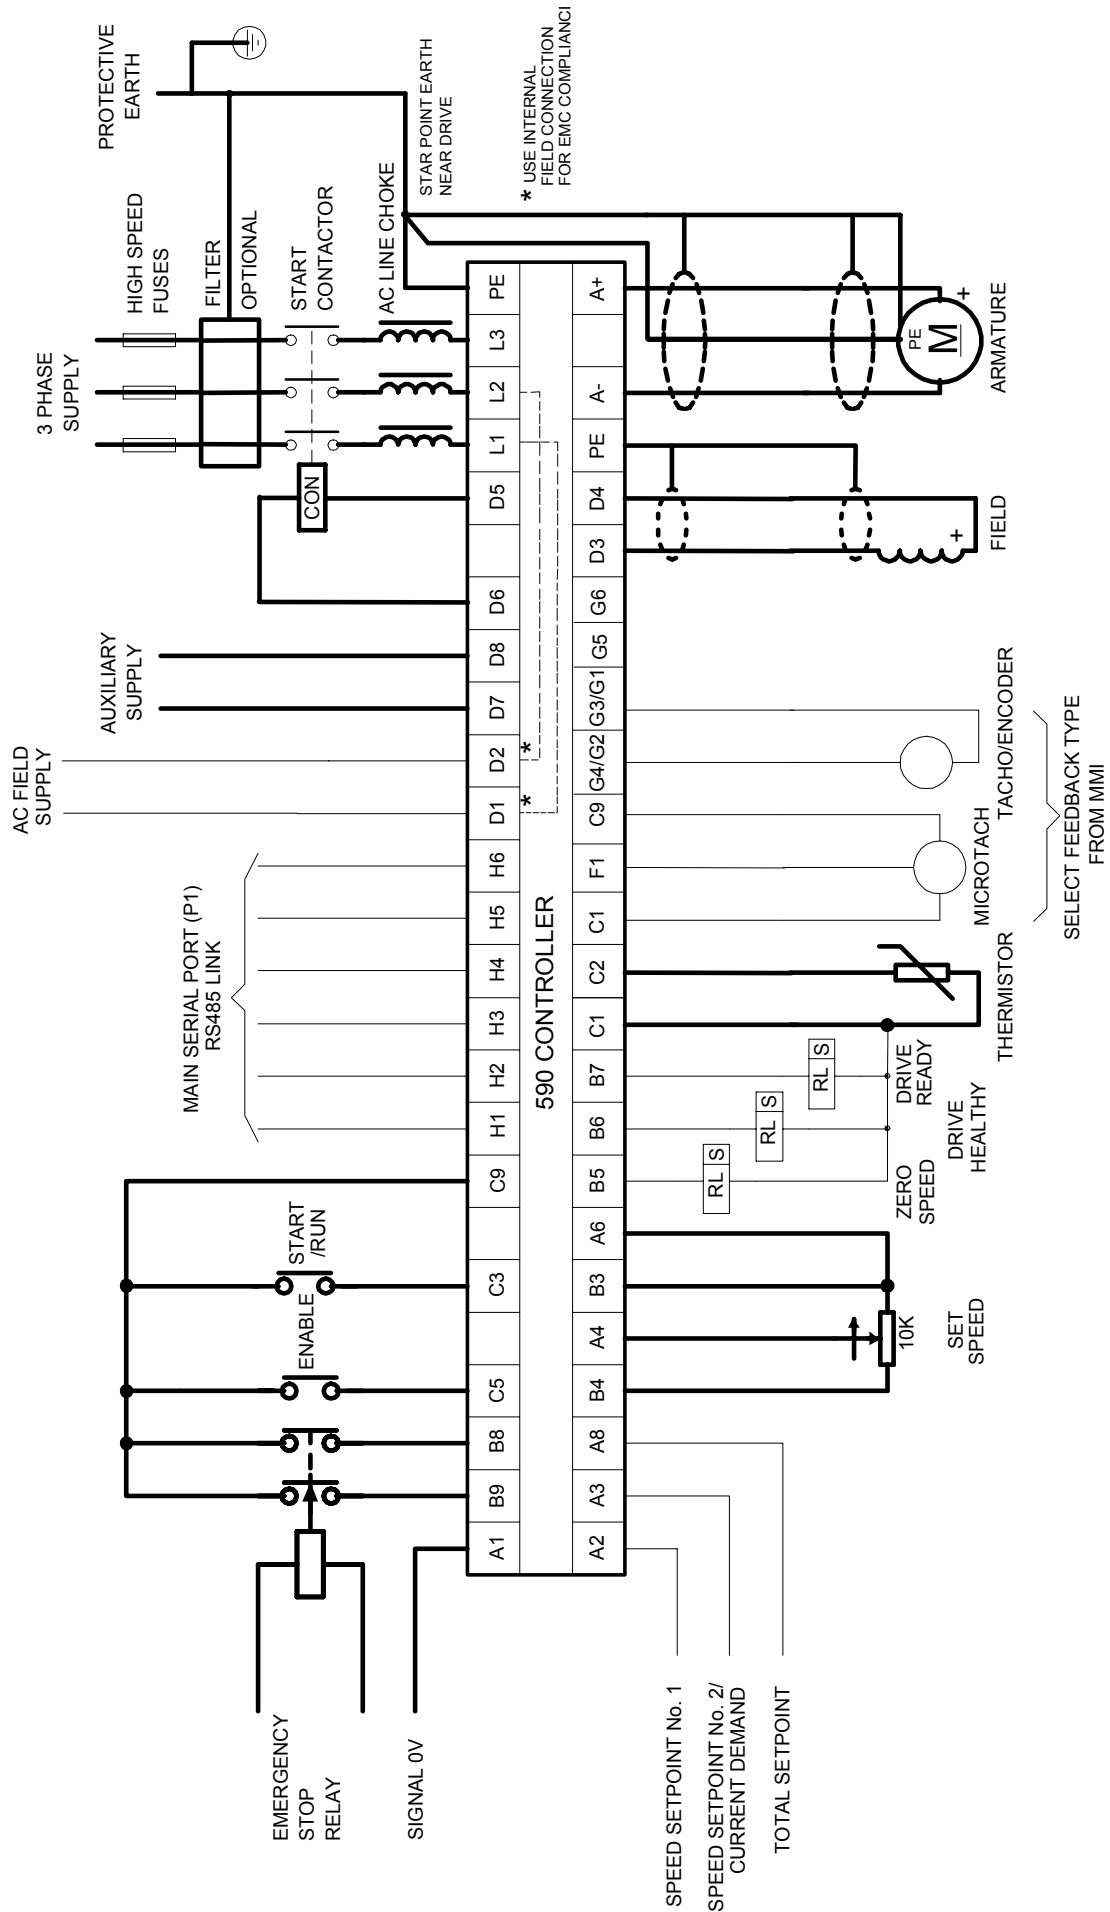 EMERGENCY
STOP
RELAY
SIGNAL 0V
ENABLE
START
/RUN
MAIN SERIAL PORT (P1)
RS485 LINK
AC FIELD
SUPPLY
AUXILIARY
SUPPLY
3 PHASE
SUPPLY
HIGH SPEED
FUSES
FILTER
OPTIONAL
START
CONTACTOR
CON
AC LINE CHOKE
PROTECTIVE
EARTH
STAR POINT EARTH
NEAR DRIVE
* USE INTERNAL
FIELD CONNECTION
FOR EMC COMPLIANCI
A1
B9
B8
C5
C3
C9
H1
H2
H3
H4
H5
H6
D1
D2
D7
D8
D6
D5
L1
L2
L3
PE
*
*
590 CONTROLLER
A2
A3
A8
B4
A4
B3
A6
B5
B6
B7
C1
C2
C1
F1
C9
G4/G2
G3/G1
G5
G6
D3
D4
PE
A-
A+
SPEED SETPOINT No. 1
SPEED SETPOINT No. 2/
CURRENT DEMAND
TOTAL SETPOINT
10K
SET
SPEED
RL S
RL S
RL S
ZERO
SPEED
DRIVE
HEALTHY
DRIVE
READY
THERMISTOR
MICROTACH
TACHO/ENCODER
SELECT FEEDBACK TYPE
FROM MMI
+
FIELD
PE
M
+
ARMATURE